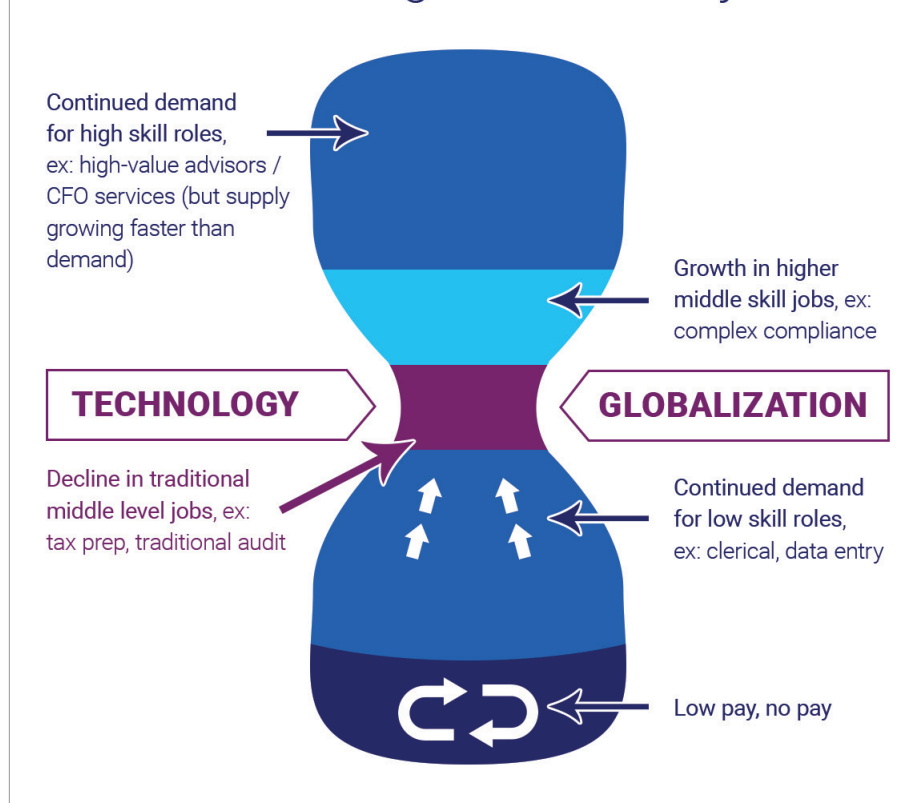 Continued demand
for high skill roles,
ex: high-value advisors /
CFO services (but supply
growing faster than
demand)
Growth in higher
middle skill jobs, ex:
complex compliance
TECHNOLOGY
GLOBALIZATION
Decline in traditional
middle level jobs, ex:
tax prep, traditional audit
Continued demand
for low skill roles,
ex: clerical, data entry
Low pay, no pay